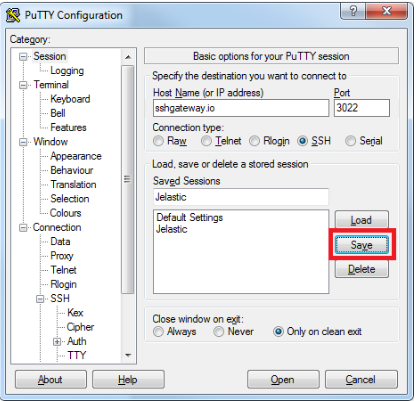 PuTTY Configuration
Category:
Session
Logging
Terminal
Keyboard
Bell
Features
Window
Appearance
Behaviour
Translation
Selection
Colours
Connection
Data
Proxy
Telnet
Rlogin
SSH
Kex
Cipher
Auth
TTY
Basic options for your PuTTY session
Specify the destination you want to connect to
Host Name (or IP address) Port
sshgateway.io 3022
Connection type:
Raw Telnet Rlogin SSH Serial
Load, save or delete a stored session
Saved Sessions
Jelastic
Default Settings
Jelastic
Load
Save
Delete
Close window on exit:
Always Never Only on clean exit
About Help Open Cancel